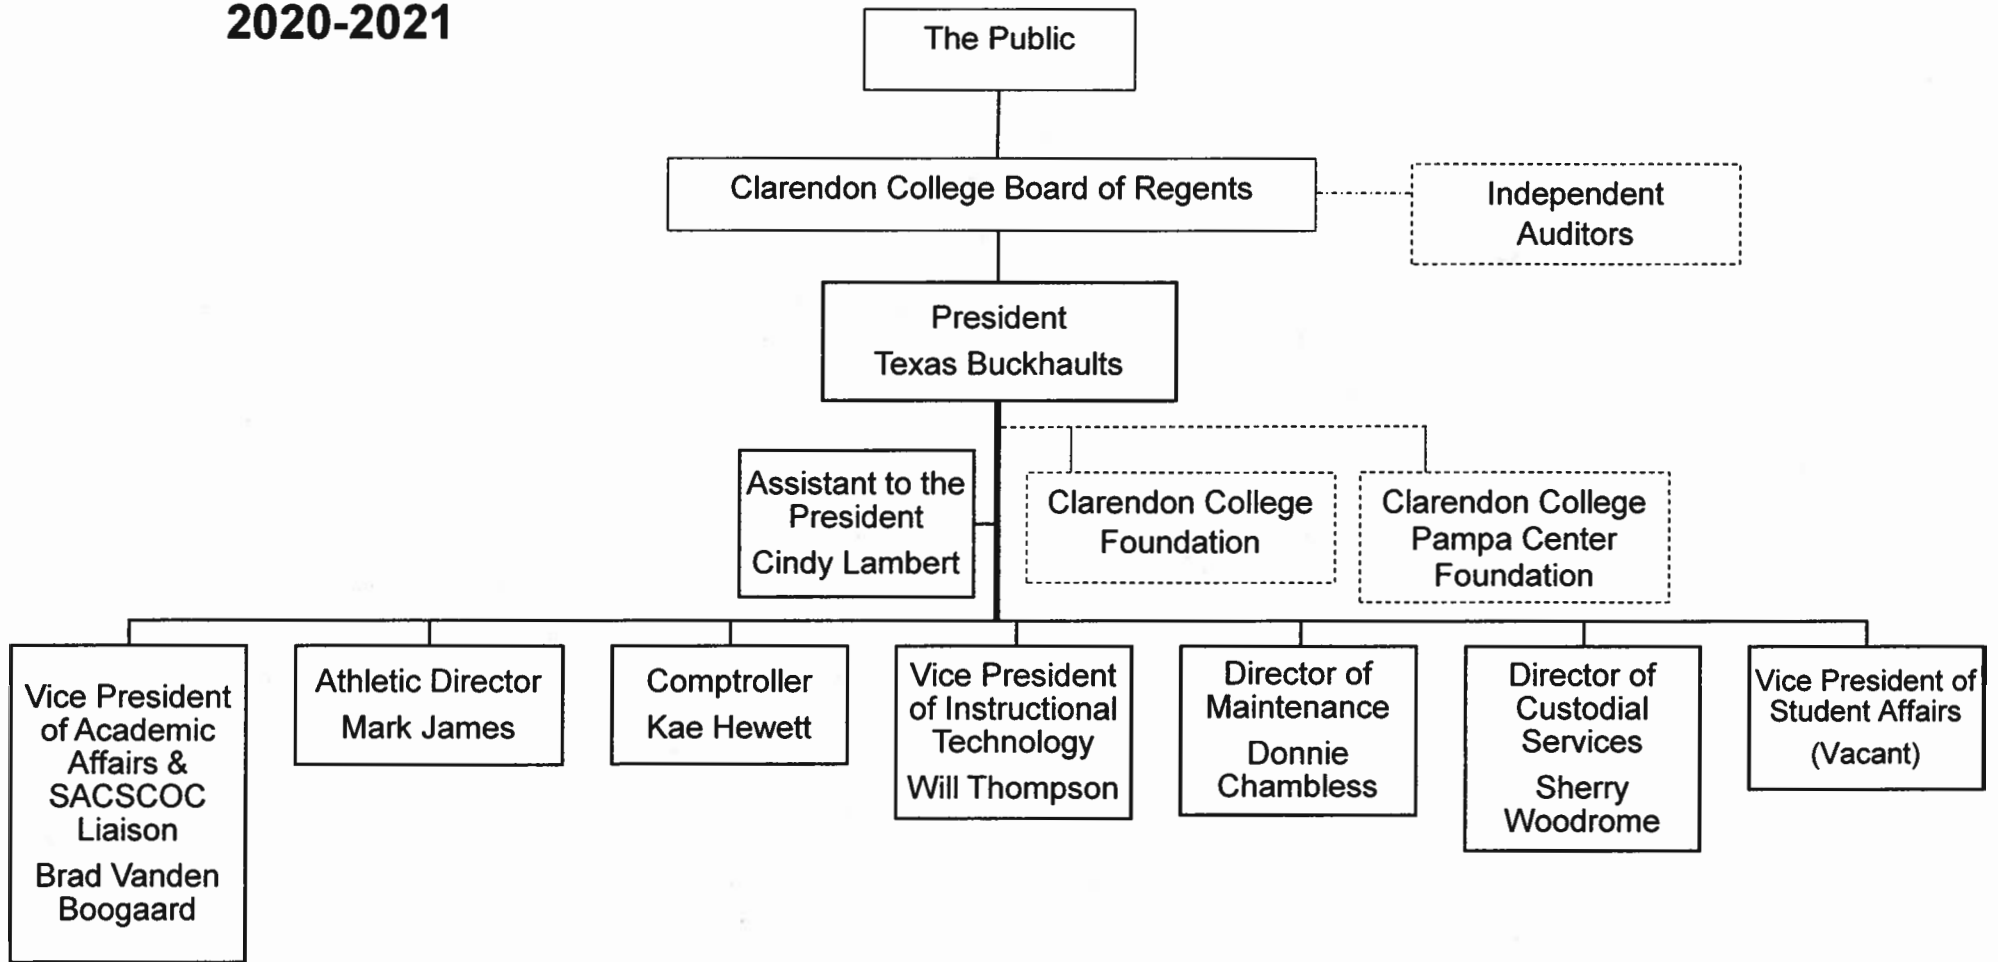 2020-2021
The Public
Clarendon College Board of Regents
Independent
Auditors
President
Texas Buckhaults
Assistant to the
President
Cindy Lambert
Clarendon College
Foundation
Clarendon College
Pampa Center
Foundation
Vice President
of Academic
Affairs &
SACSCOC
Liaison
Brad Vanden
Boogaard
Athletic Director
Mark James
Comptroller
Kae Hewett
Vice President
of Instructional
Technology
Will Thompson
Director of
Maintenance
Donnie
Chambless
Director of
Custodial
Services
Sherry
Woodrome
Vice President of
Student Affairs
(Vacant)